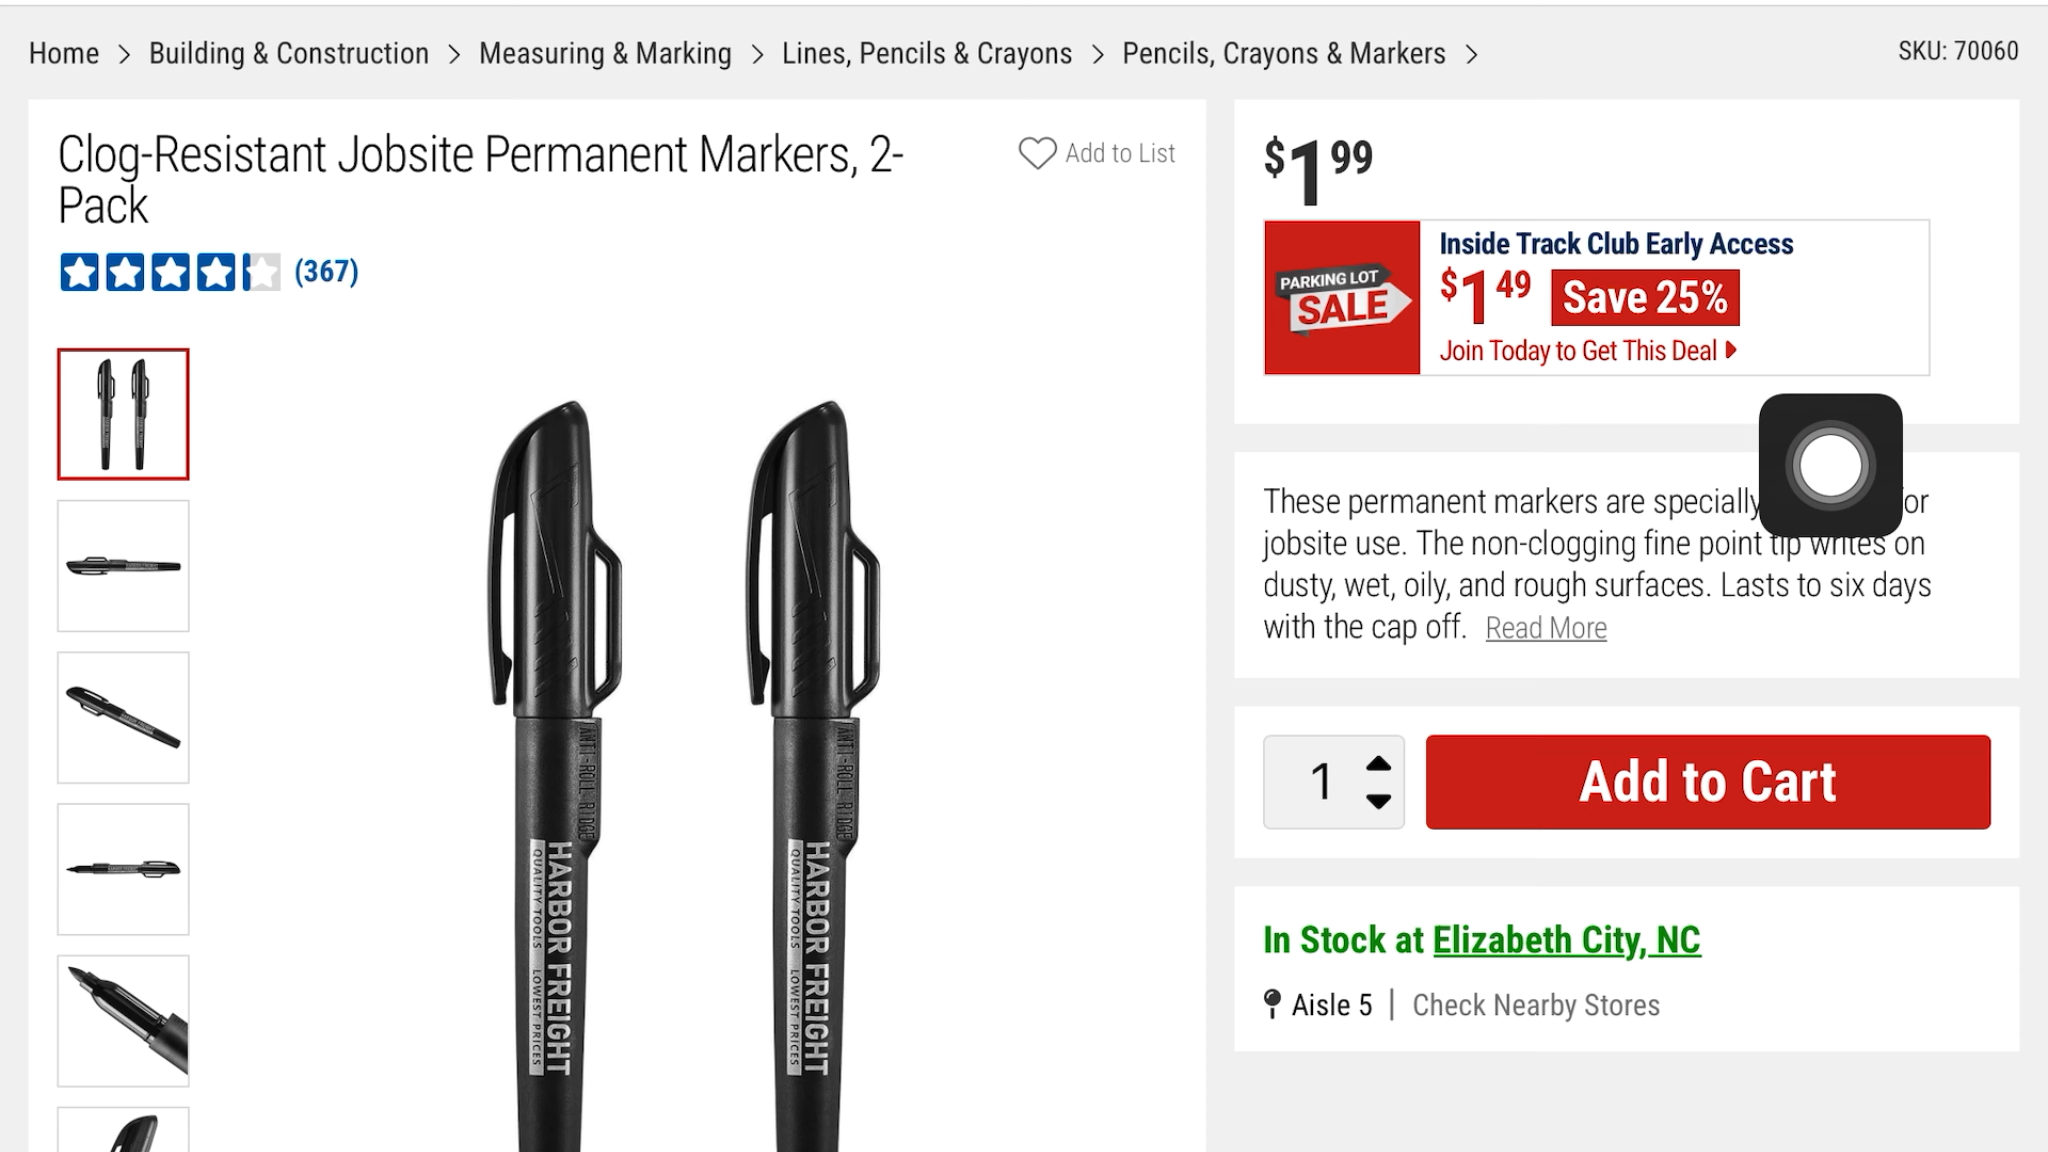 Home > Building & Construction > Measuring & Marking > Lines, Pencils & Crayons > Pencils, Crayons & Markers >
SKU: 70060
Clog-Resistant Jobsite Permanent Markers, 2-
Pack
Add to List
(367)
$1 99
PARKING LOT
SALE
Inside Track Club Early Access
$1 49 Save 25%
Join Today to Get This Deal
These permanent markers are specially
jobsite use. The non-clogging fine point tip writes on
dusty, wet, oily, and rough surfaces. Lasts to six days
with the cap off. Read More
1
Add to Cart
In Stock at Elizabeth City, NC
Aisle 5 | Check Nearby Stores
ANTI-ROLL RIDGE
HARBOR FREIGHT
QUALITY TOOLS LOWEST PRICES
ANTI-ROLL RIDGE
HARBOR FREIGHT
QUALITY TOOLS LOWEST PRICES